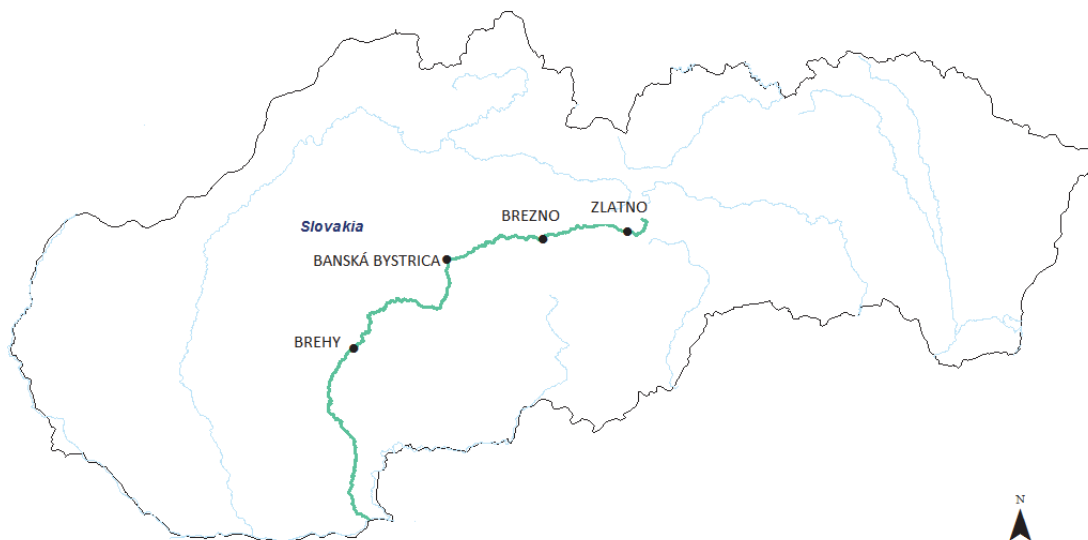 ZLATNO
BREZNO
Slovakia
BANSKÁ BYSTRICA
BREHY
N